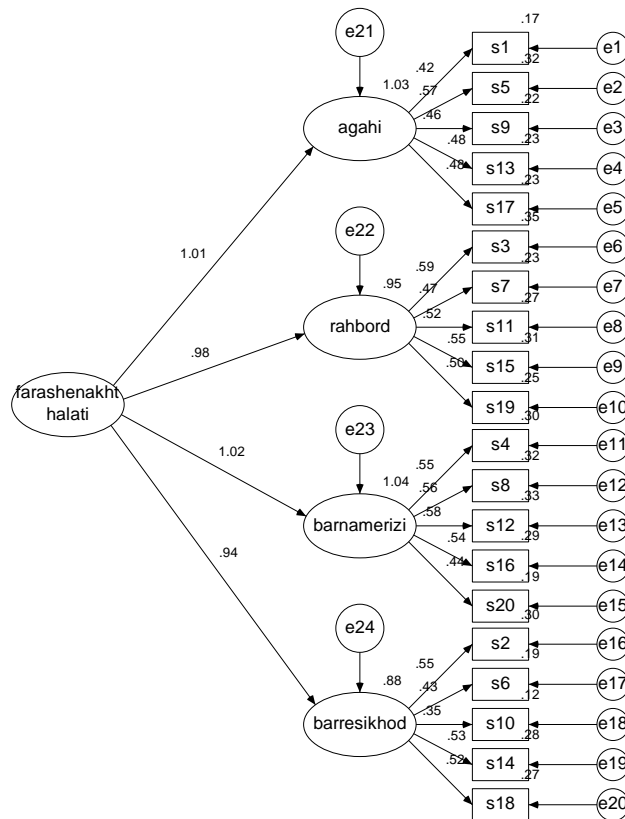 .17
e21
s1
e1
.32
.42
1.03
.57
s5
e2
.22
.46
agahi
s9
e3
.23
.48
s13
e4
.23
.48
s17
e5
.35
e22
s3
e6
.23
1.01
.59
.95
.47
s7
e7
.27
.52
rahbord
s11
e8
.31
.55
.98
s15
e9
.50
.25
farashenakht
halati
s19
e10
.30
e23
s4
e11
.32
1.02
.55
1.04
.56
s8
e12
.33
.58
barnamerizi
s12
e13
.29
.54
.94
s16
e14
.44
.19
s20
e15
.30
e24
s2
e16
.19
.55
.88
.43
s6
e17
.12
.35
barresikhod
s10
e18
.28
.53
s14
e19
.52
.27
s18
e20